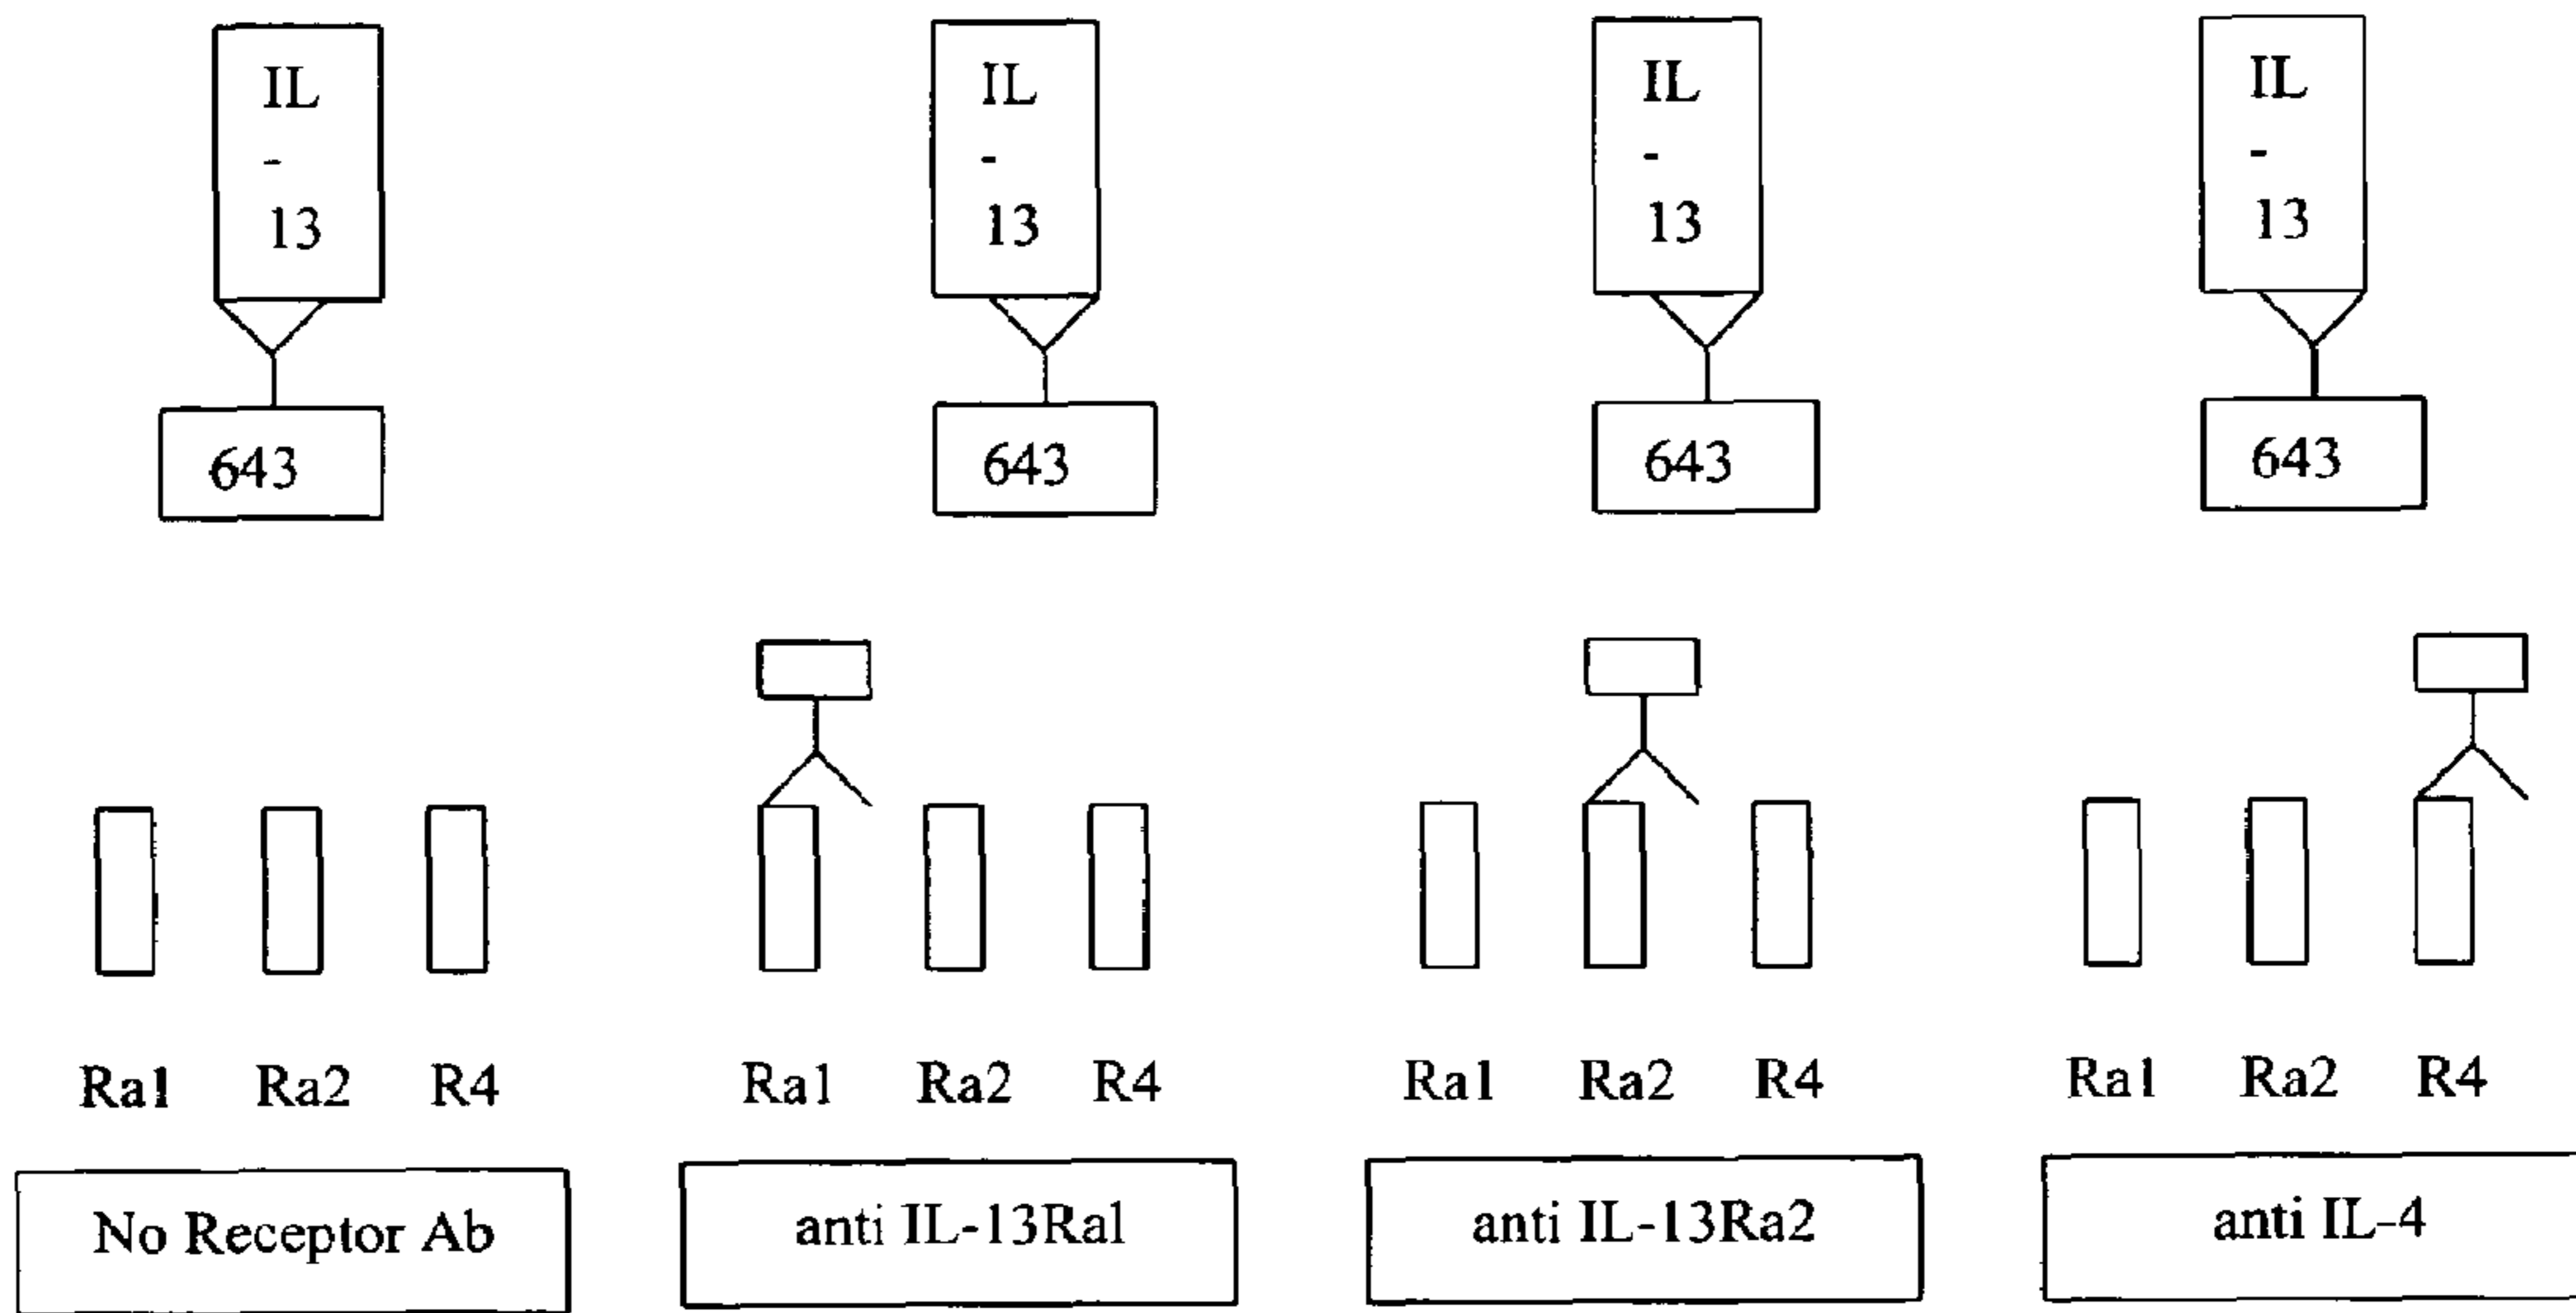 IL IL IL IL
- - - -
13 13 13 13
643 643 643 643
Ra1 Ra2 R4 Ra1 Ra2 R4 Ra1 Ra2 R4 Ra1 Ra2 R4
No Receptor Ab anti IL-13Ral anti IL-13Ra2 anti IL-4